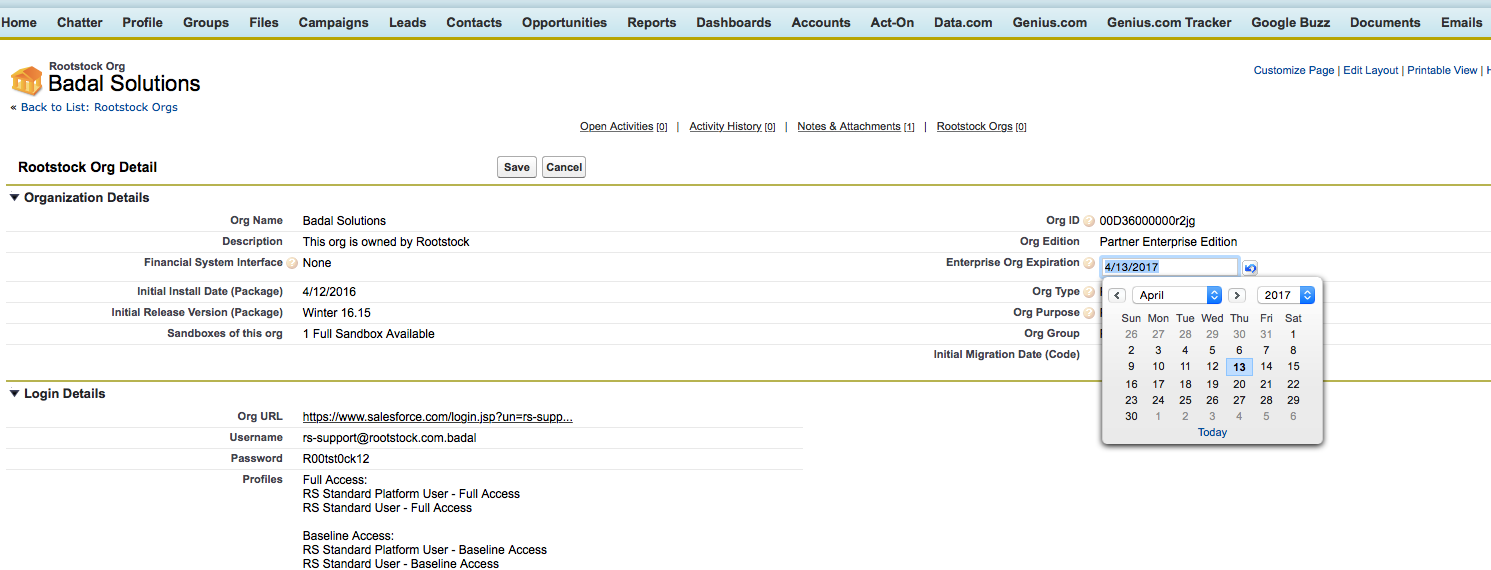 Home Chatter Profile Groups Files Campaigns Leads Contacts Opportunities Reports Dashboards Accounts Act-On Data.com Genius.com Genius.com Tracker Google Buzz Documents Emails
Rootstock Org
Badal Solutions
Customize Page | Edit Layout | Printable View |
« Back to List: Rootstock Orgs
Open Activities [0] | Activity History [0] | Notes & Attachments [1] | Rootstock Orgs [0]
Rootstock Org Detail Save Cancel
Organization Details
Org Name Badal Solutions Org ID 00D36000000r2jg
Description This org is owned by Rootstock Org Edition Partner Enterprise Edition
Financial System Interface None Enterprise Org Expiration 4/13/2017
Initial Install Date (Package) 4/12/2016 Org Type
Initial Release Version (Package) Winter 16.15 Org Purpose
Sandboxes of this org 1 Full Sandbox Available Org Group
Initial Migration Date (Code)
April 2017
Sun Mon Tue Wed Thu Fri Sat
26 27 28 29 30 31 1
2 3 4 5 6 7 8
9 10 11 12 13 14 15
16 17 18 19 20 21 22
23 24 25 26 27 28 29
30 1 2 3 4 5 6
Today
Login Details
Org URL https://www.salesforce.com/login.jsp?un=rs-supp...
Username rs-support@rootstock.com.badal
Password R00tst0ck12
Profiles Full Access:
RS Standard Platform User - Full Access
RS Standard User - Full Access
Baseline Access:
RS Standard Platform User - Baseline Access
RS Standard User - Baseline Access